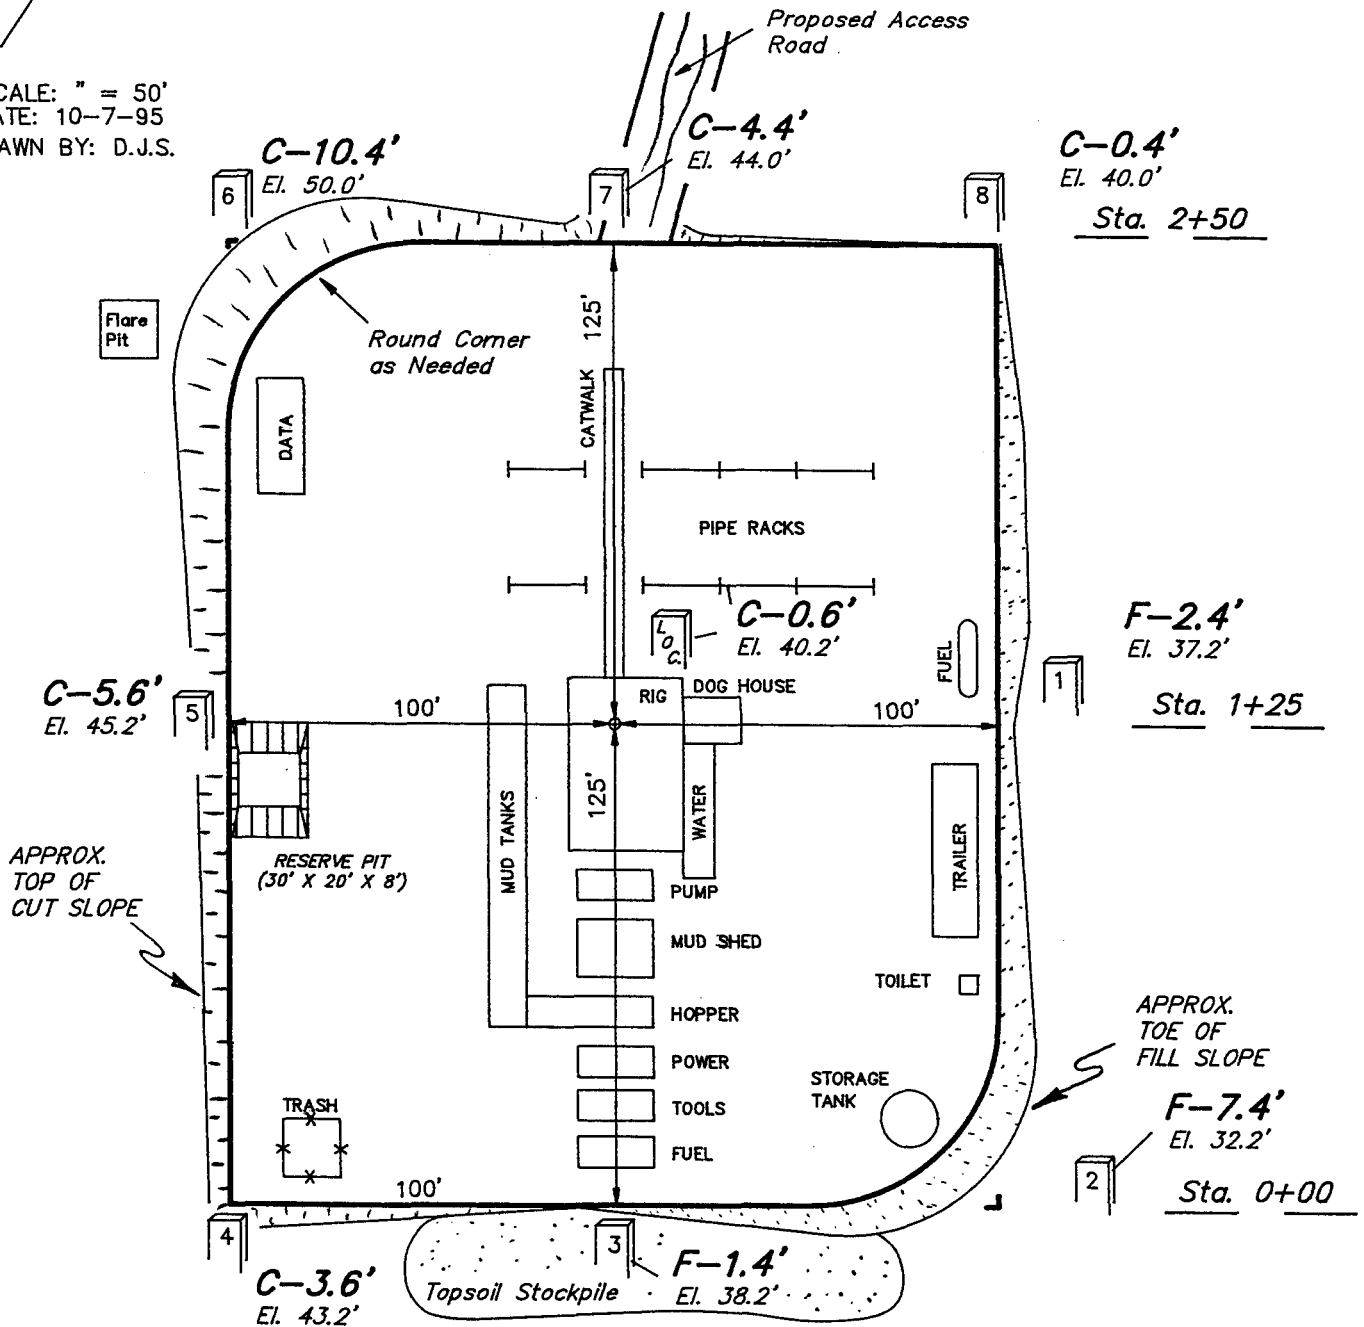 Proposed Access
Road
CALE: " = 50'
ATE: 10-7-95
AWN BY: D.J.S.
C-10.4'
El. 50.0'
C-4.4'
El. 44.0'
C-0.4'
El. 40.0'
6
7
8
Sta. 2+50
Flare
Pit
125'
Round Corner
as Needed
CATWALK
DATA
PIPE RACKS
L
O
C.
C-0.6'
El. 40.2'
F-2.4'
El. 37.2'
FUEL
1
C-5.6'
El. 45.2'
5
RIG
DOG HOUSE
100'
100'
Sta. 1+25
125'
MUD TANKS
WATER
TRAILER
RESERVE PIT
(30' X 20' X 8')
APPROX.
TOP OF
CUT SLOPE
PUMP
MUD SHED
TOILET
HOPPER
APPROX.
TOE OF
FILL SLOPE
POWER
STORAGE
TANK
TRASH
TOOLS
F-7.4'
El. 32.2'
FUEL
2
100'
Sta. 0+00
4
3
C-3.6'
El. 43.2'
F-1.4'
El. 38.2'
Topsoil Stockpile